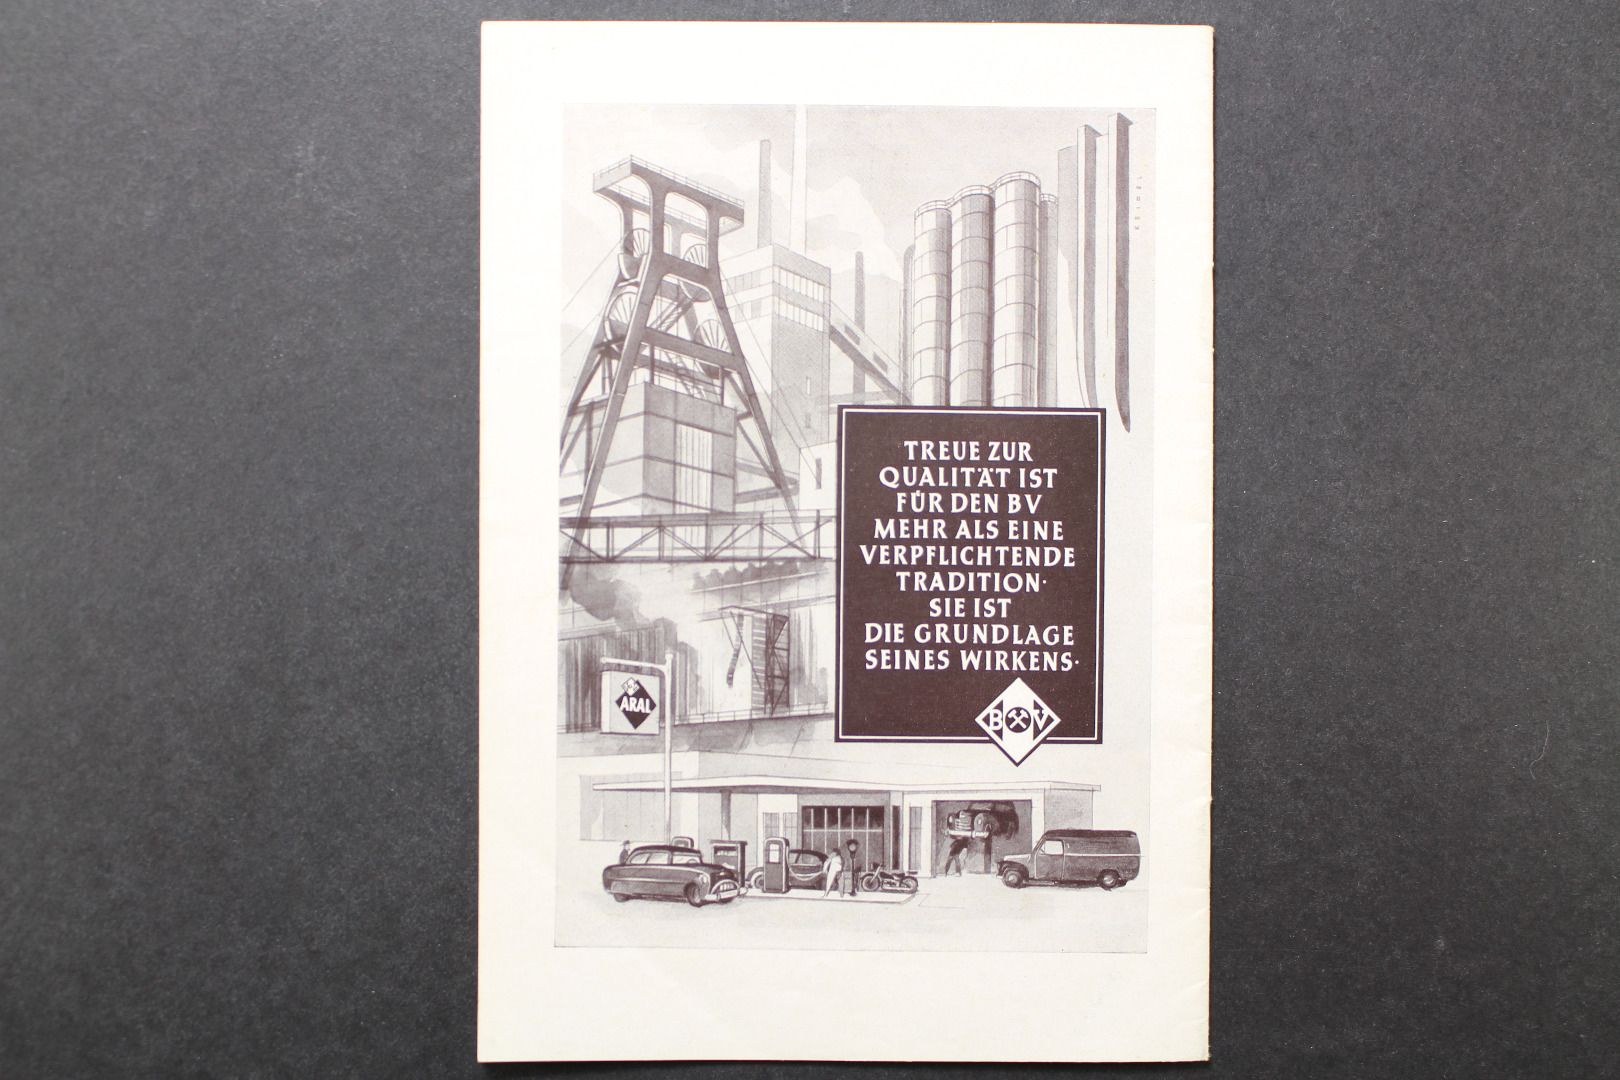 TREUE ZUR
QUALITÄT IST
FÜR DEN BV
MEHR ALS EINE
VERPFLICHTENDE
TRADITION·
SIE IST
DIE GRUNDLAGE
SEINES WIRKENS·
B V
ARAL